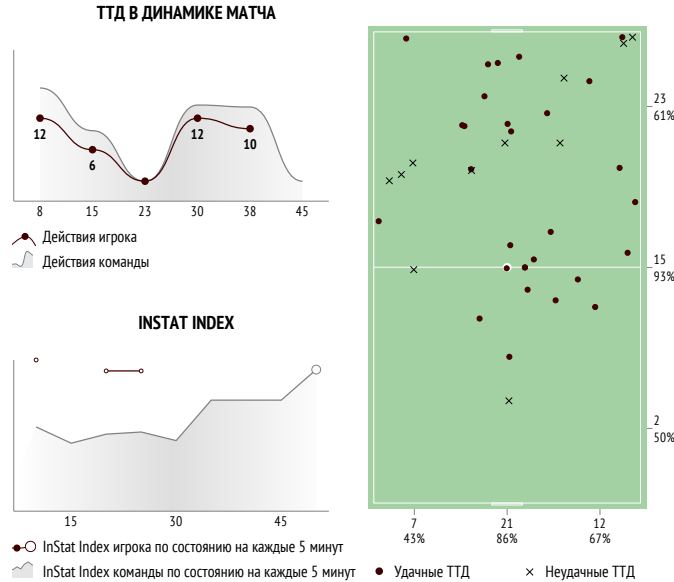 ТТД В ДИНАМИКЕ МАТЧА
12
6
12
10
8 15 23 30 38 45
Действия игрока
Действия команды
INSTAT INDEX
15 30 45
InStat Index игрока по состоянию на каждые 5 минут
InStat Index команды по состоянию на каждые 5 минут
23
61%
15
93%
2
50%
7 21 12
43% 86% 67%
Удачные ТТД Неудачные ТТД